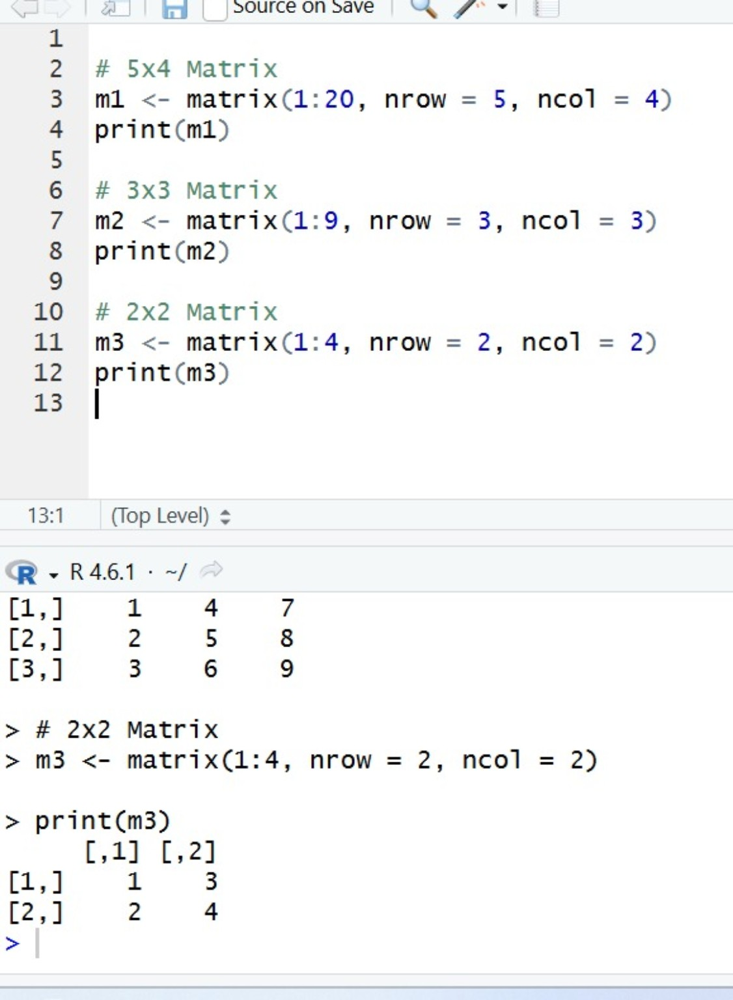 Source on Save
1
2 # 5x4 Matrix
3 m1 <- matrix(1:20, nrow = 5, ncol = 4)
4 print(m1)
5
6 # 3x3 Matrix
7 m2 <- matrix(1:9, nrow = 3, ncol = 3)
8 print(m2)
9
10 # 2x2 Matrix
11 m3 <- matrix(1:4, nrow = 2, ncol = 2)
12 print(m3)
13
13:1 (Top Level)
R R 4.6.1 · ~/
[1,]    1    4    7
[2,]    2    5    8
[3,]    3    6    9
> # 2x2 Matrix
> m3 <- matrix(1:4, nrow = 2, ncol = 2)
> print(m3)
     [,1] [,2]
[1,]    1    3
[2,]    2    4
>